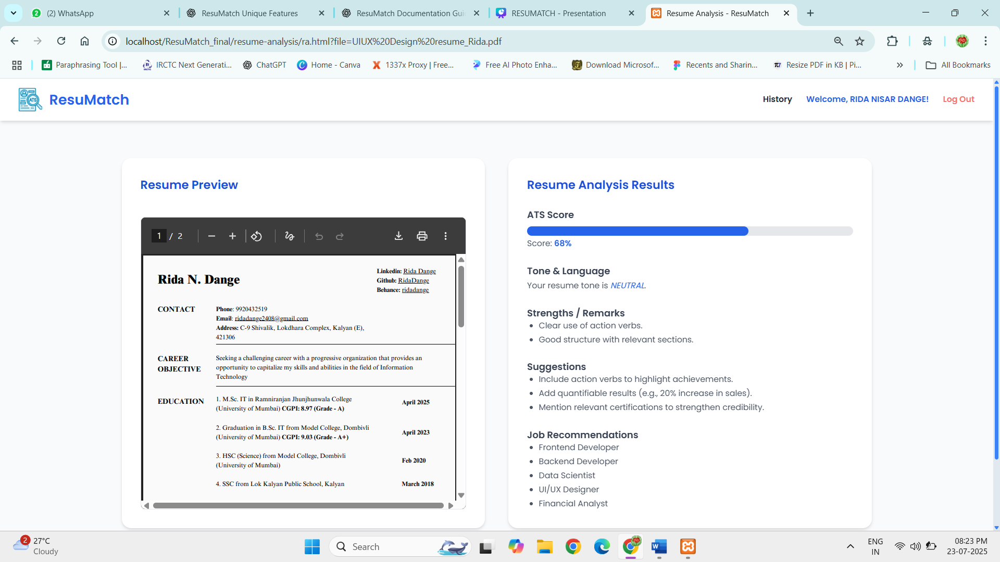 (2) WhatsApp
ResuMatch Unique Features
ResuMatch Documentation Gui
RESUMATCH - Presentation
Resume Analysis - ResuMatch
localhost/ResuMatch_final/resume-analysis/ra.html?file=UIUX%20Design%20resume_Rida.pdf
Paraphrasing Tool |...
IRCTC Next Generati...
ChatGPT
Home - Canva
1337x Proxy | Free...
Free AI Photo Enha...
Download Microsof...
Recents and Sharin...
Resize PDF in KB | Pi...
All Bookmarks
ATS
ResuMatch
History
Welcome, RIDA NISAR DANGE!
Log Out
Resume Preview
1 / 2
Rida N. Dange
Linkedin: Rida Dange
Github: RidaDange
Behance: ridadange
CONTACT
Phone: 9920432519
Email: ridadange2408@gmail.com
Address: C-9 Shivalik, Lokdhara Complex, Kalyan (E),
421306
CAREER
OBJECTIVE
Seeking a challenging career with a progressive organization that provides an
opportunity to capitalize my skills and abilities in the field of Information
Technology
EDUCATION
1. M.Sc. IT in Ramniranjan Jhunjhunwala College
(University of Mumbai) CGPI: 8.97 (Grade - A)
April 2025
2. Graduation in B.Sc. IT from Model College, Dombivli
(University of Mumbai) CGPI: 9.03 (Grade - A+)
April 2023
3. HSC (Science) from Model College, Dombivli
(University of Mumbai)
Feb 2020
4. SSC from Lok Kalyan Public School, Kalyan
March 2018
Resume Analysis Results
ATS Score
Score: 68%
Tone & Language
Your resume tone is NEUTRAL.
Strengths / Remarks
Clear use of action verbs.
Good structure with relevant sections.
Suggestions
Include action verbs to highlight achievements.
Add quantifiable results (e.g., 20% increase in sales).
Mention relevant certifications to strengthen credibility.
Job Recommendations
Frontend Developer
Backend Developer
Data Scientist
UI/UX Designer
Financial Analyst
2
27°C
Cloudy
Search
ENG
IN
08:23 PM
23-07-2025